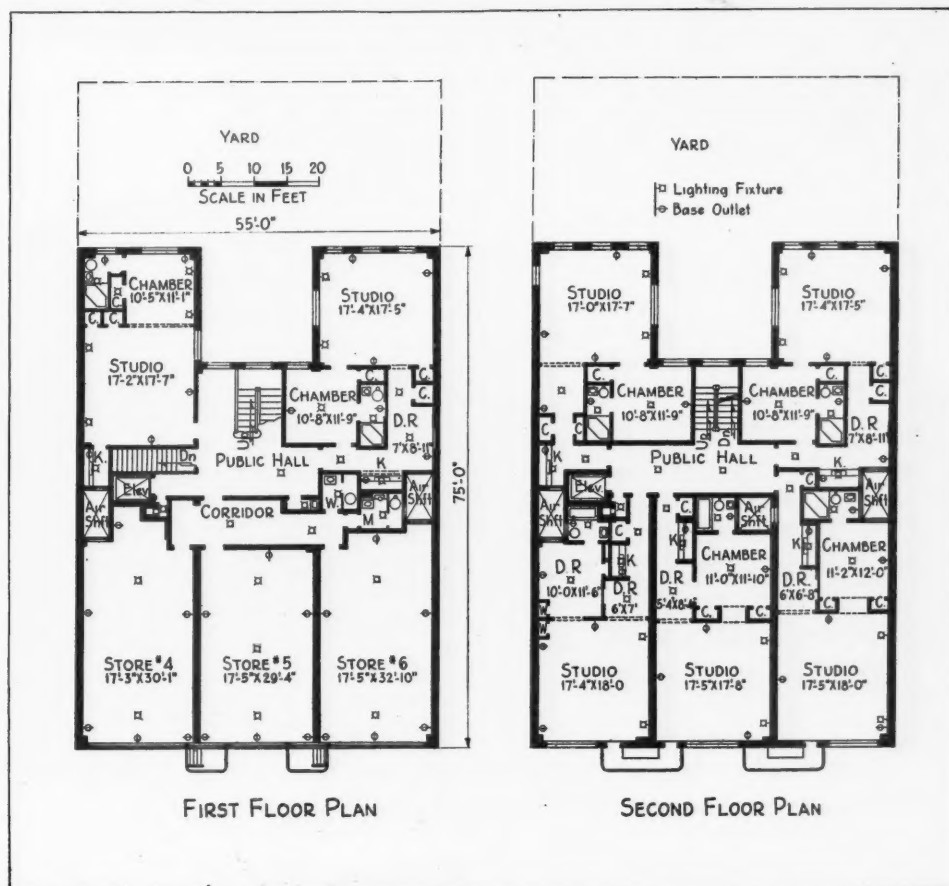 YARD
0 5 10 15 20
SCALE IN FEET
55'-0"
CHAMBER
10'-5"X11'-1"
C.
C. C.
STUDIO
17'-2"X17'-7"
STUDIO
17'-4"X17'-5"
C.
C.
C.
CHAMBER
10'-8"X11'-9"
D.R
7'X8'-11"
Up
Dn
K.
PUBLIC HALL
K
Elev
Air
Shft
CORRIDOR
W.
M
Air
Shft
75'-0"
STORE #4
17'-3"X30'-1"
STORE #5
17'-5"X29'-4"
STORE #6
17'-5"X32'-10"
FIRST FLOOR PLAN
YARD
Lighting Fixture
Base Outlet
STUDIO
17'-0"X17'-7"
STUDIO
17'-4"X17'-5"
C.
CHAMBER
10'-8"X11'-9"
CHAMBER
10'-8"X11'-9"
C.
C.
C.
D.R
7'X8'-11"
C
C
Up
Dn
K
PUBLIC HALL
K.
Elev
Air
Shft
C.
Air
Shft
C.
C.
Air
Shft
K.
K.
D.R
10'-0X11'-6"
D.R
6'X7'
D.R
CHAMBER
11'-0"X11'-10"
CHAMBER
11'-2"X12'-0"
D.R.
6'X6'-8"
W
W
C.
C.
C.
C.
STUDIO
17'-4"X18'-0
STUDIO
17'-5"X17'-8"
STUDIO
17'-5"X18'-0"
SECOND FLOOR PLAN